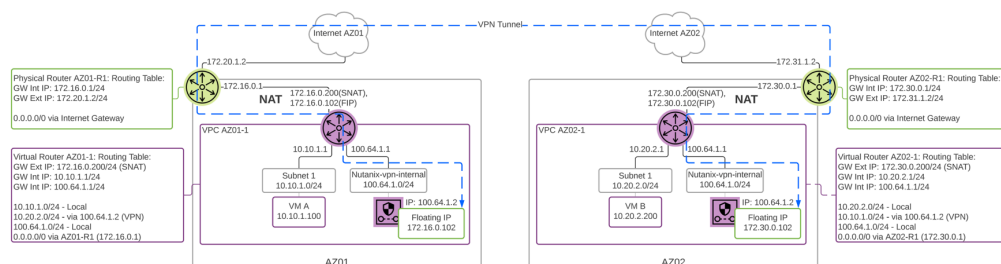 VPN Tunnel
Internet AZ01
Internet AZ02
172.20.1.2
172.31.1.2
Physical Router AZ01-R1: Routing Table:
GW Int IP: 172.16.0.1/24
GW Ext IP: 172.20.1.2/24
0.0.0.0/0 via Internet Gateway
172.16.0.1
NAT
172.16.0.200(SNAT),
172.16.0.102(FIP)
172.30.0.200(SNAT),
172.30.0.102(FIP)
172.30.0.1
NAT
Physical Router AZ02-R1: Routing Table:
GW Int IP: 172.30.0.1/24
GW Ext IP: 172.31.1.2/24
0.0.0.0/0 via Internet Gateway
VPC AZ01-1
10.10.1.1
100.64.1.1
VPC AZ02-1
10.20.2.1
100.64.1.1
Virtual Router AZ01-1: Routing Table:
GW Ext IP: 172.16.0.200/24 (SNAT)
GW Int IP: 10.10.1.1/24
GW Int IP: 100.64.1.1/24
10.10.1.0/24 - Local
10.20.2.0/24 - via 100.64.1.2 (VPN)
100.64.1.0/24 - Local
0.0.0.0/0 via AZ01-R1 (172.16.0.1)
Subnet 1
10.10.1.0/24
Nutanix-vpn-internal
100.64.1.0/24
VM A
10.10.1.100
IP: 100.64.1.2
Floating IP
172.16.0.102
Subnet 1
10.20.2.0/24
Nutanix-vpn-internal
100.64.1.0/24
VM B
10.20.2.200
IP: 100.64.1.2
Floating IP
172.30.0.102
Virtual Router AZ02-1: Routing Table:
GW Ext IP: 172.30.0.200/24 (SNAT)
GW Int IP: 10.20.2.1/24
GW Int IP: 100.64.1.1/24
10.20.2.0/24 - Local
10.10.1.0/24 - via 100.64.1.2 (VPN)
100.64.1.0/24 - Local
0.0.0.0/0 via AZ02-R1 (172.30.0.1)
AZ01
AZ02